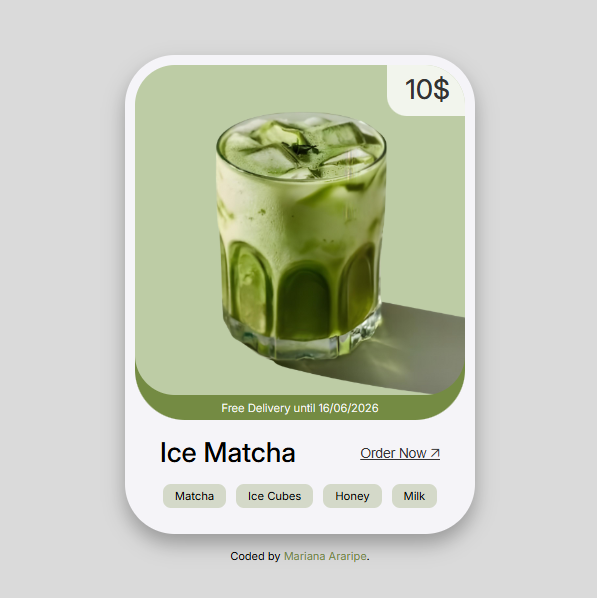 10$
Free Delivery until 16/06/2026
Ice Matcha
Order Now ↗
Matcha
Ice Cubes
Honey
Milk
Coded by Mariana Araripe.